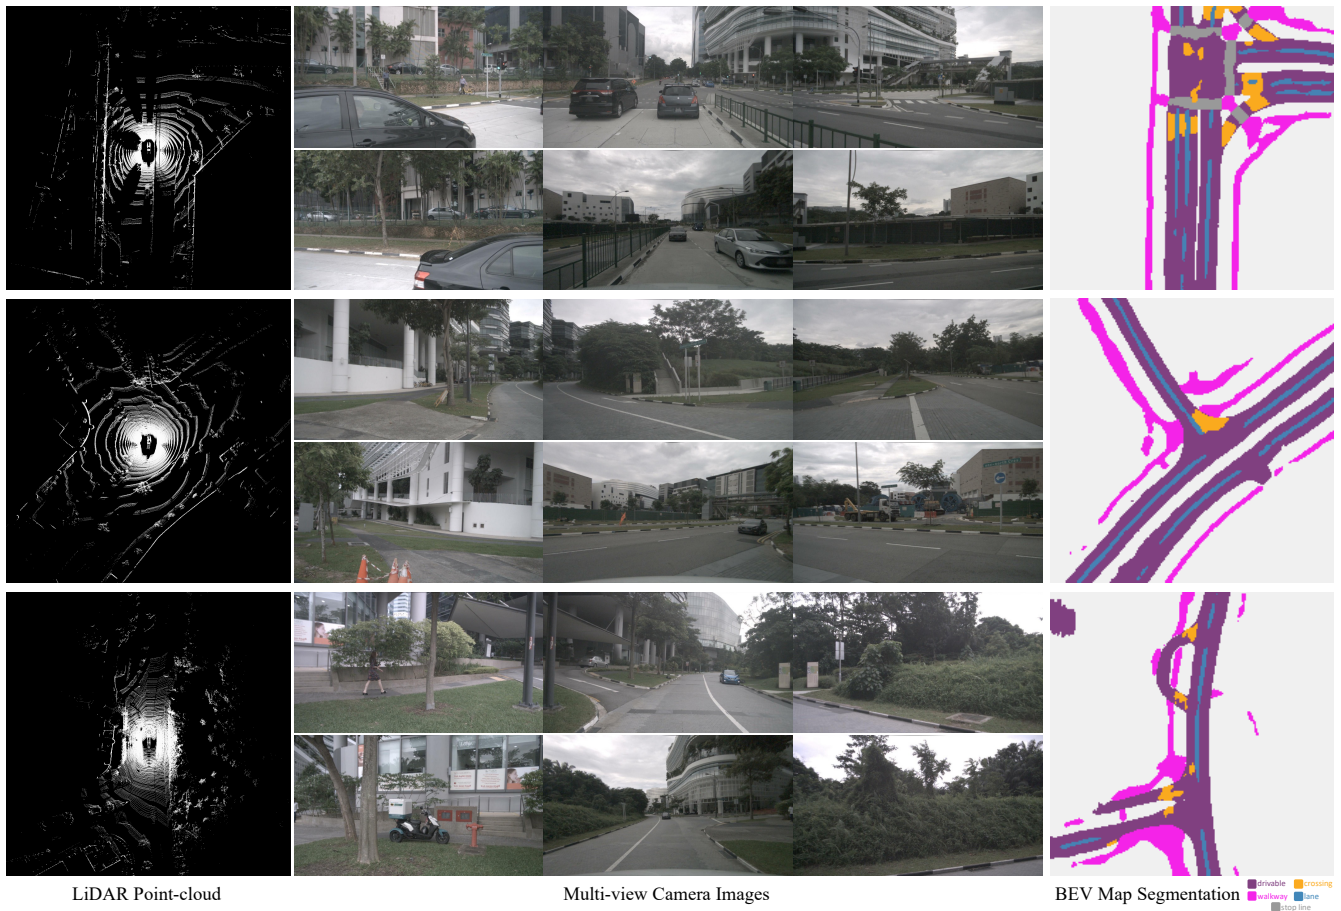 LiDAR Point-cloud
Multi-view Camera Images
BEV Map Segmentation
drivable
crossing
walkway
lane
stop line